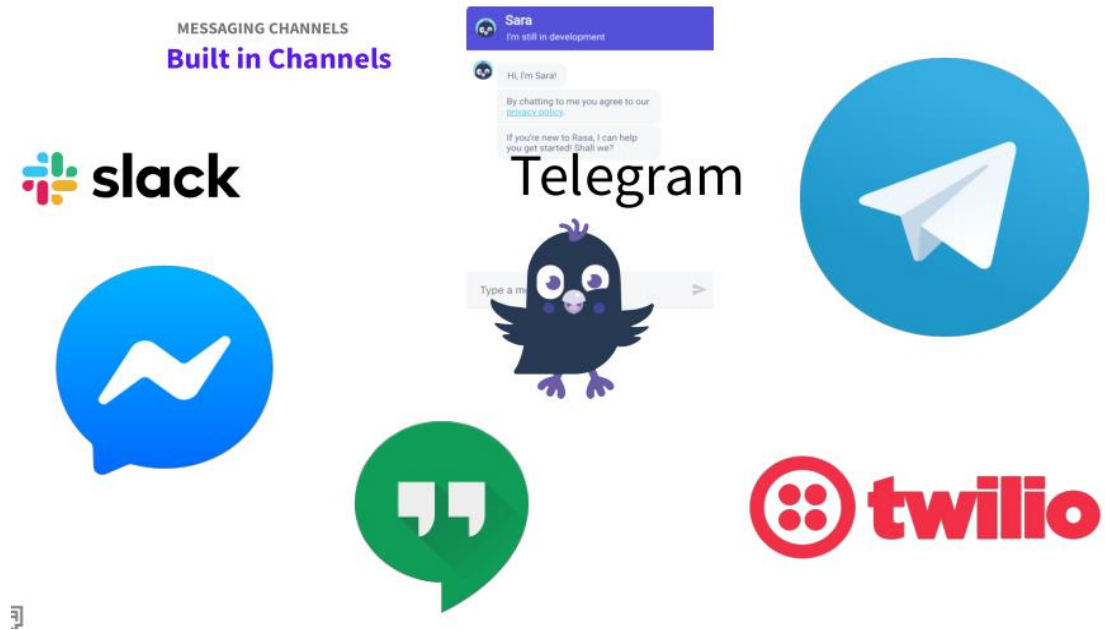 MESSAGING CHANNELS
Built in Channels
Sara
I'm still in development
Hi, I'm Sara!
By chatting to me you agree to our
privacy policy.
If you're new to Rasa, I can help
you get started! Shall we?
slack
Telegram
Type a
twilio